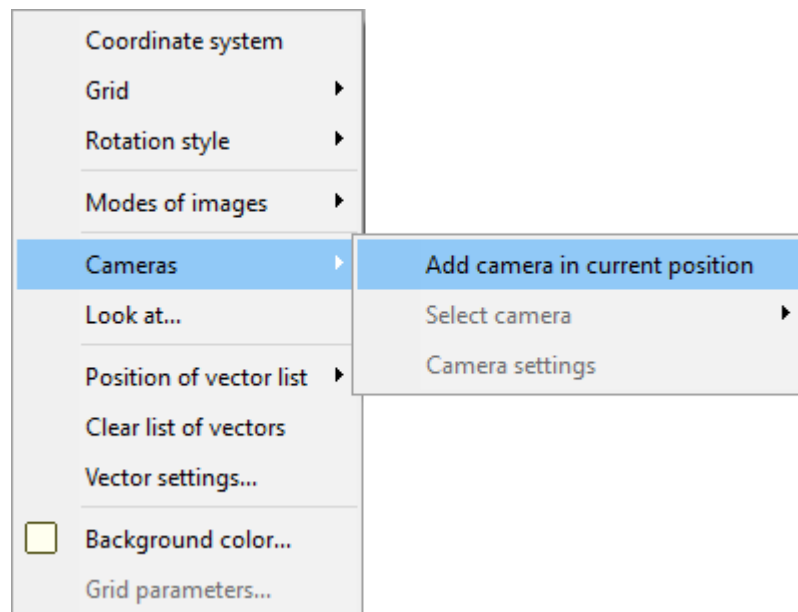 Coordinate system
Grid
Rotation style
Modes of images
Cameras
Look at...
Position of vector list
Clear list of vectors
Vector settings...
Background color...
Grid parameters...
Add camera in current position
Select camera
Camera settings